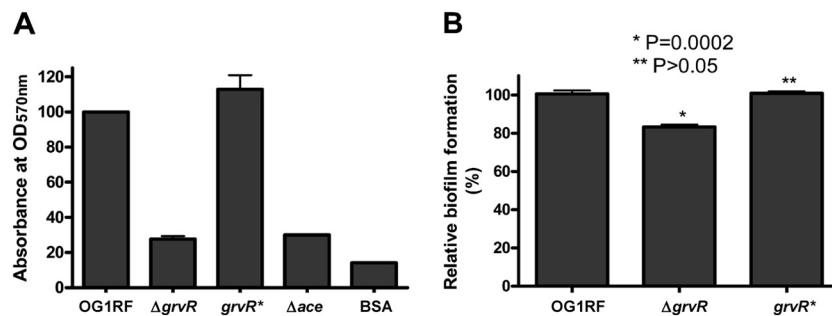 A
Absorbance at OD570nm
120
100
80
60
40
20
0
OG1RF ΔgrvR grvR* Δace BSA
B
* P=0.0002
** P>0.05
Relative biofilm formation
(%)
100
80
60
40
20
0
*
**
OG1RF ΔgrvR grvR*